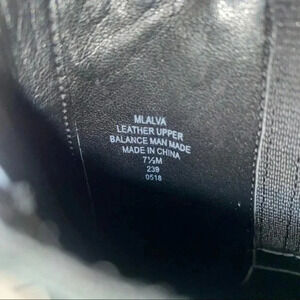 MLALVA
LEATHER UPPER
BALANCE MAN MADE
MADE IN CHINA
7½M
239
0518